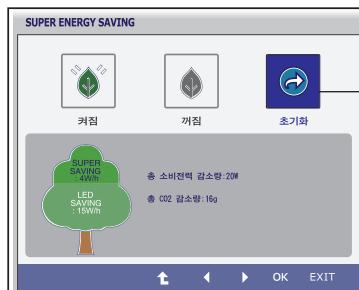 SUPER ENERGY SAVING
켜짐 꺼짐 초기화
SUPER
SAVING
: 4W/h
LED
SAVING
: 15W/h
총 소비전력 감소량:20W
총 CO2 감소량:16g
OK EXIT